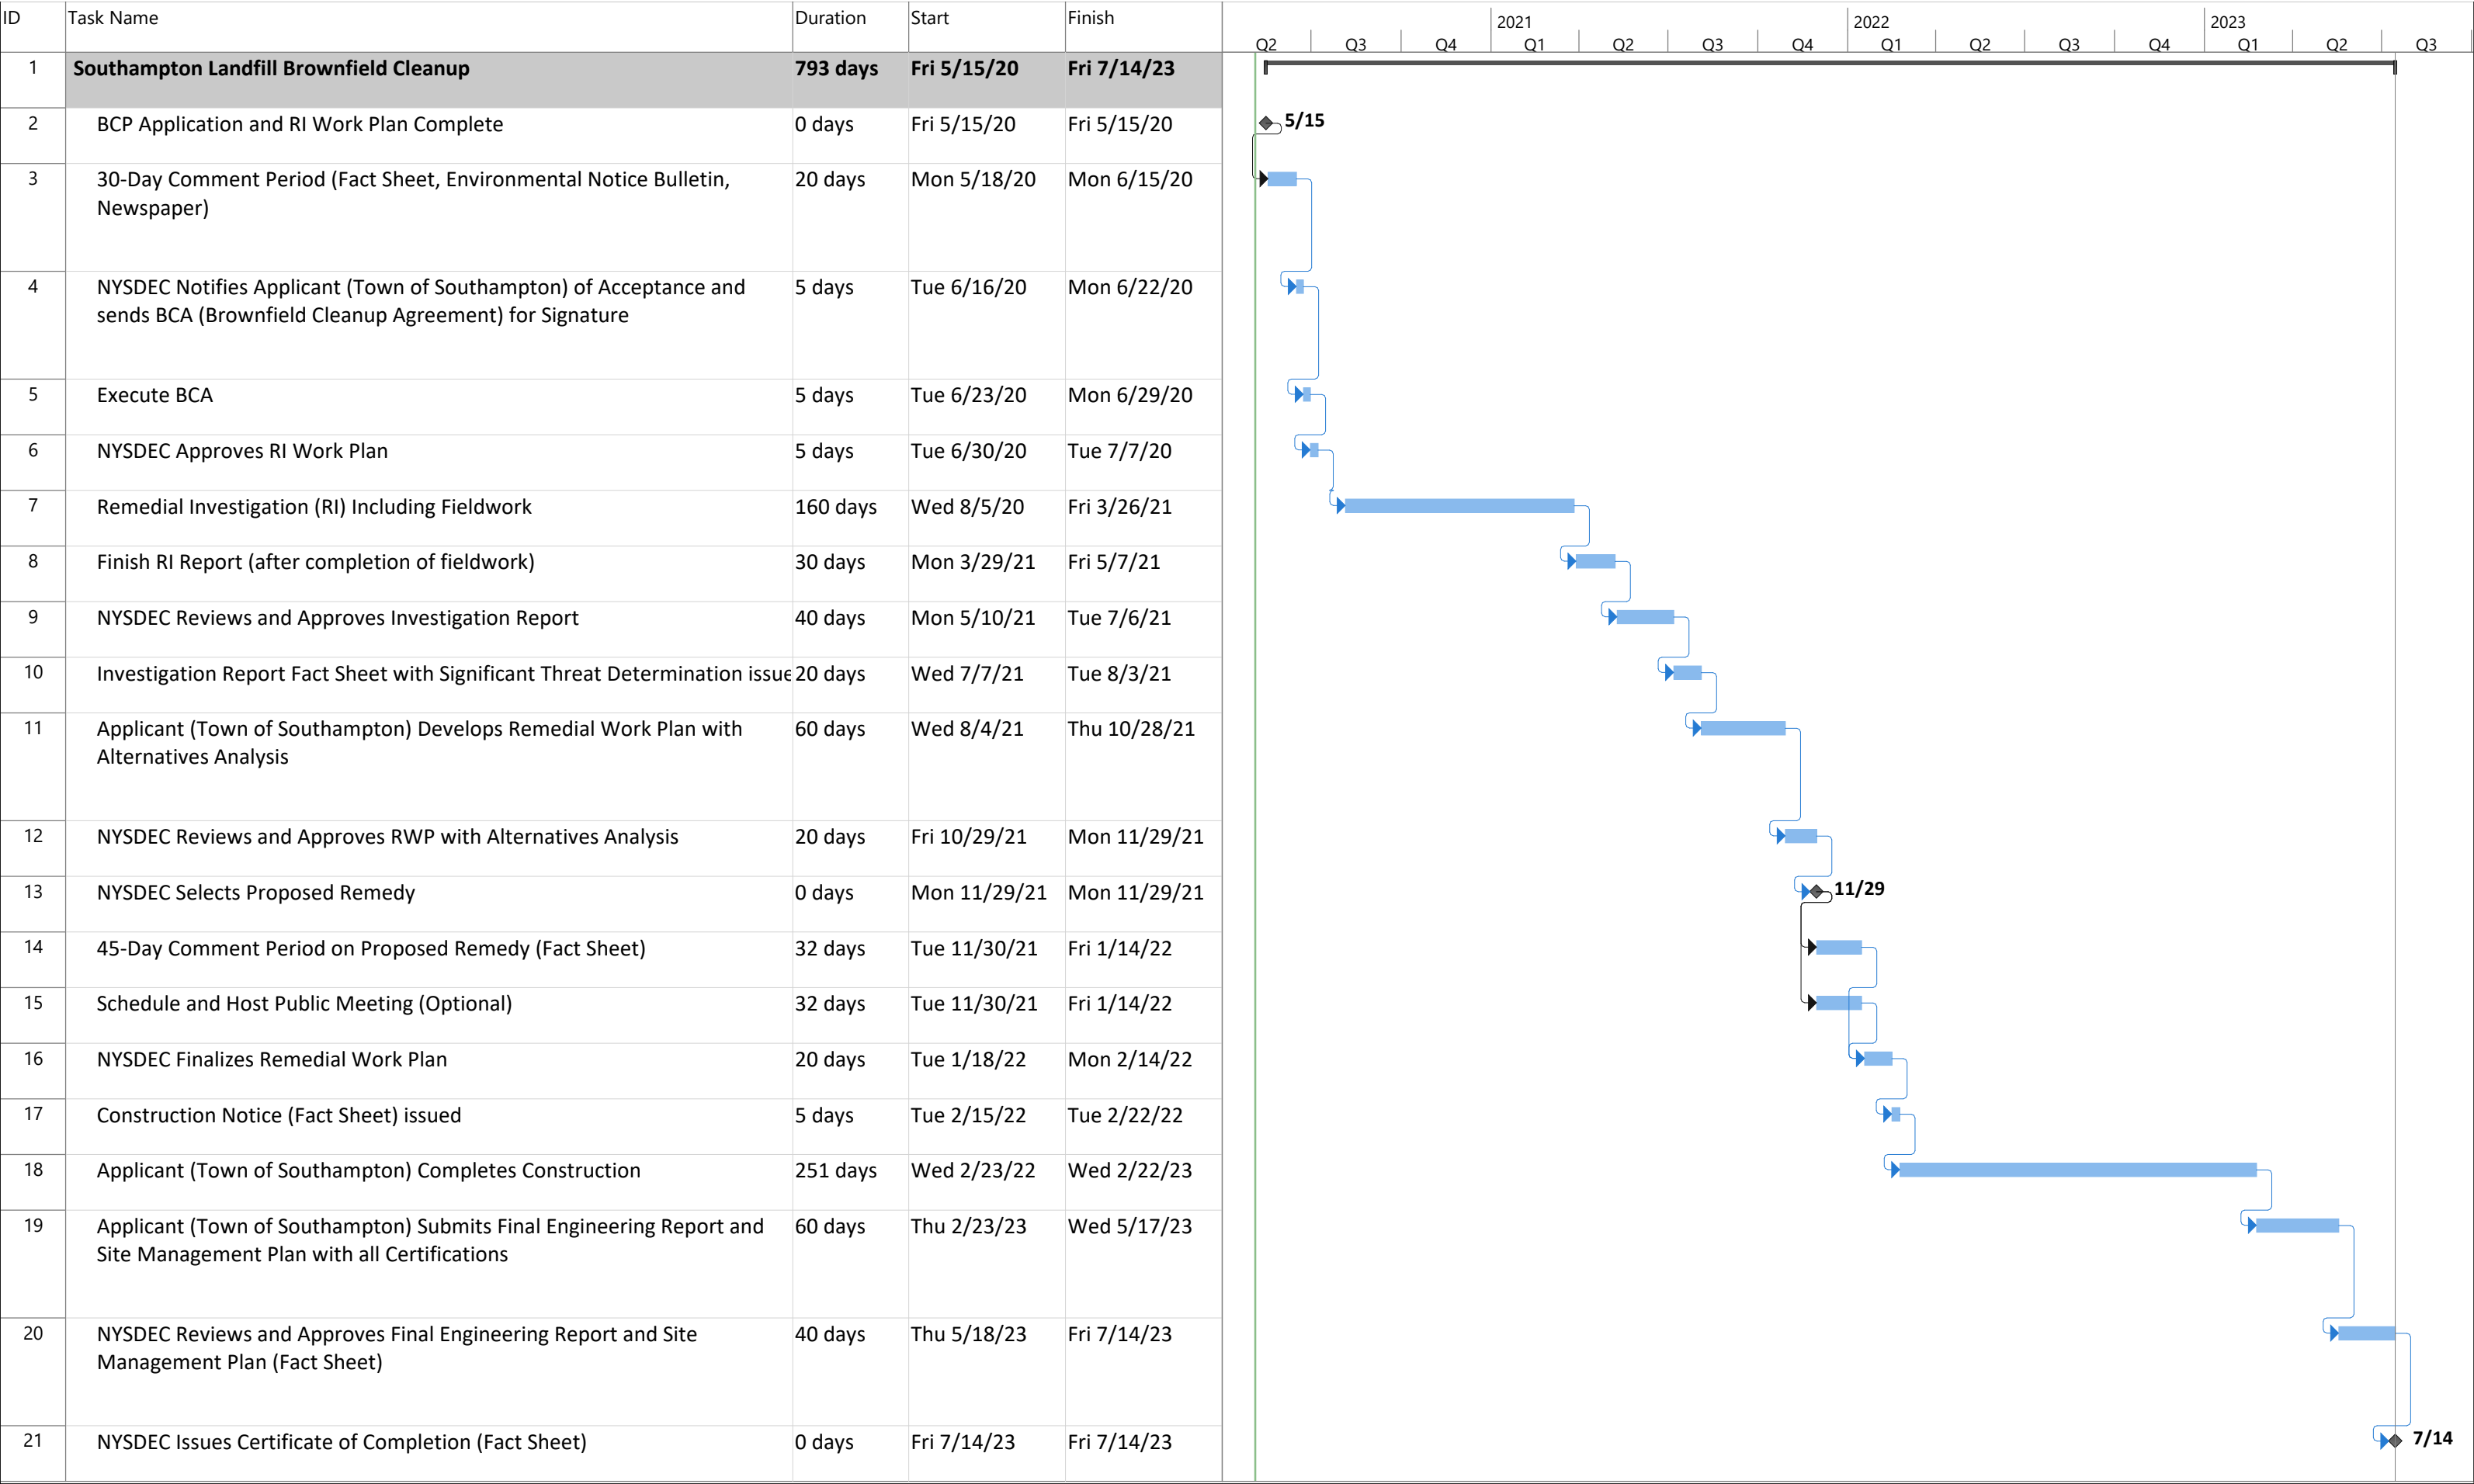 ID Task Name Duration Start Finish 2021 2022 2023
Q2 Q3 Q4 Q1 Q2 Q3 Q4 Q1 Q2 Q3 Q4 Q1 Q2 Q3
1 Southampton Landfill Brownfield Cleanup 793 days Fri 5/15/20 Fri 7/14/23
2 BCP Application and RI Work Plan Complete 0 days Fri 5/15/20 Fri 5/15/20 5/15
3 30-Day Comment Period (Fact Sheet, Environmental Notice Bulletin, 20 days Mon 5/18/20 Mon 6/15/20
Newspaper)
4 NYSDEC Notifies Applicant (Town of Southampton) of Acceptance and 5 days Tue 6/16/20 Mon 6/22/20
sends BCA (Brownfield Cleanup Agreement) for Signature
5 Execute BCA 5 days Tue 6/23/20 Mon 6/29/20
6 NYSDEC Approves RI Work Plan 5 days Tue 6/30/20 Tue 7/7/20
7 Remedial Investigation (RI) Including Fieldwork 160 days Wed 8/5/20 Fri 3/26/21
8 Finish RI Report (after completion of fieldwork) 30 days Mon 3/29/21 Fri 5/7/21
9 NYSDEC Reviews and Approves Investigation Report 40 days Mon 5/10/21 Tue 7/6/21
10 Investigation Report Fact Sheet with Significant Threat Determination issue 20 days Wed 7/7/21 Tue 8/3/21
11 Applicant (Town of Southampton) Develops Remedial Work Plan with 60 days Wed 8/4/21 Thu 10/28/21
Alternatives Analysis
12 NYSDEC Reviews and Approves RWP with Alternatives Analysis 20 days Fri 10/29/21 Mon 11/29/21
13 NYSDEC Selects Proposed Remedy 0 days Mon 11/29/21 Mon 11/29/21 11/29
14 45-Day Comment Period on Proposed Remedy (Fact Sheet) 32 days Tue 11/30/21 Fri 1/14/22
15 Schedule and Host Public Meeting (Optional) 32 days Tue 11/30/21 Fri 1/14/22
16 NYSDEC Finalizes Remedial Work Plan 20 days Tue 1/18/22 Mon 2/14/22
17 Construction Notice (Fact Sheet) issued 5 days Tue 2/15/22 Tue 2/22/22
18 Applicant (Town of Southampton) Completes Construction 251 days Wed 2/23/22 Wed 2/22/23
19 Applicant (Town of Southampton) Submits Final Engineering Report and 60 days Thu 2/23/23 Wed 5/17/23
Site Management Plan with all Certifications
20 NYSDEC Reviews and Approves Final Engineering Report and Site 40 days Thu 5/18/23 Fri 7/14/23
Management Plan (Fact Sheet)
21 NYSDEC Issues Certificate of Completion (Fact Sheet) 0 days Fri 7/14/23 Fri 7/14/23 7/14